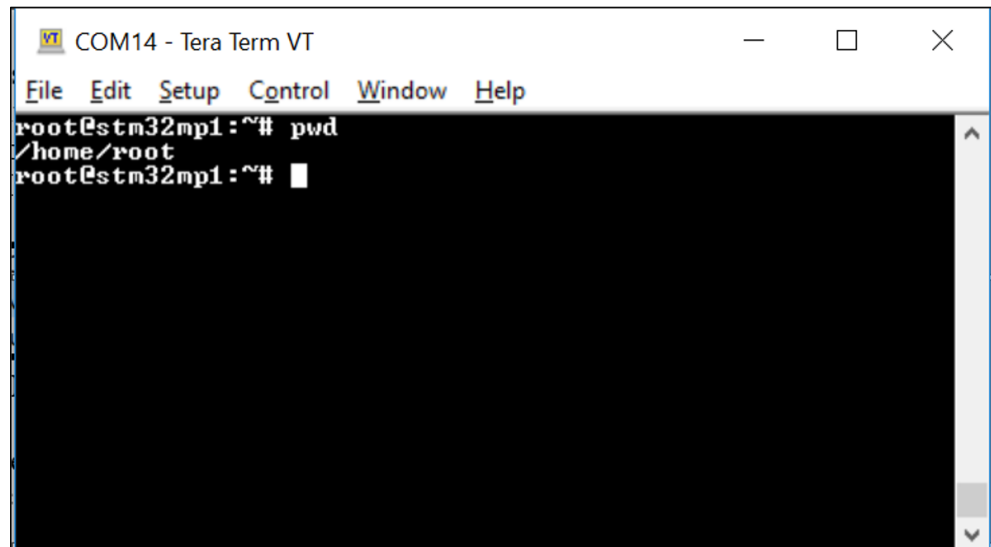 COM14 - Tera Term VT
File Edit Setup Control Window Help
root@stm32mp1:~# pwd
/home/root
root@stm32mp1:~#